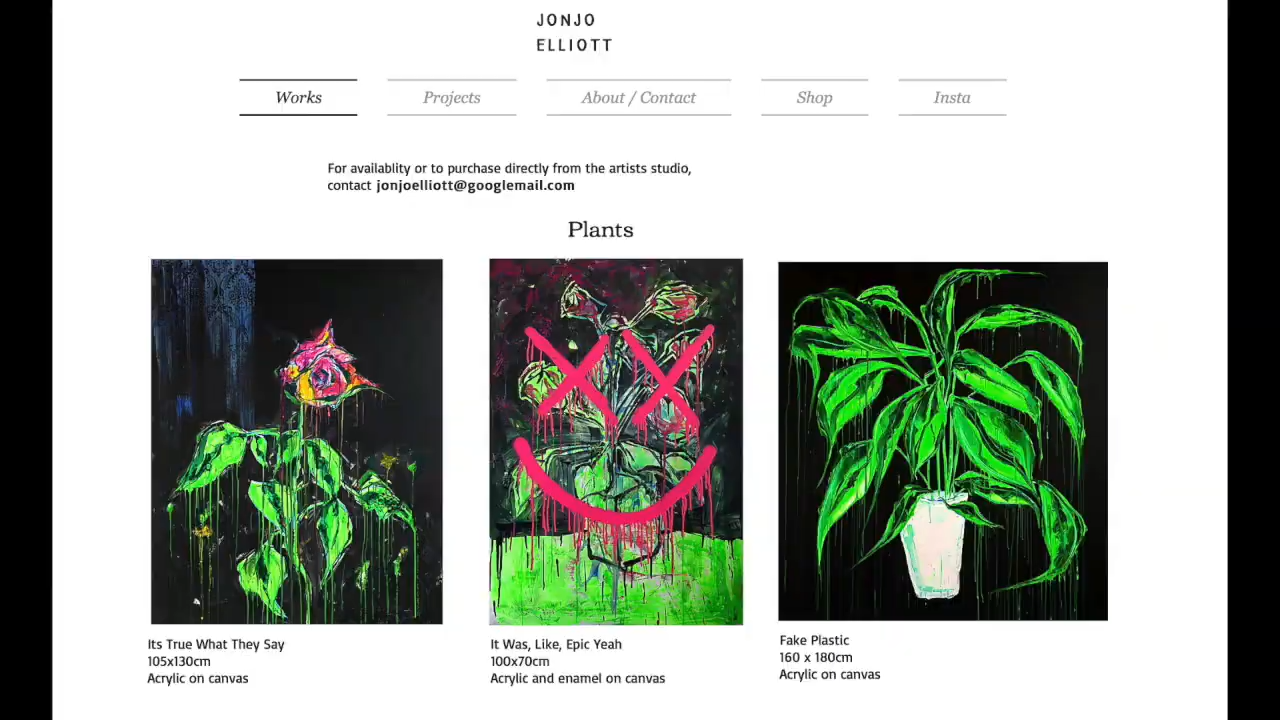 JONJO
ELLIOTT
Works
Projects
About / Contact
Shop
Insta
For availablity or to purchase directly from the artists studio,
contact jonjoelliott@googlemail.com
Plants
Its True What They Say
105x130cm
Acrylic on canvas
It Was, Like, Epic Yeah
100x70cm
Acrylic and enamel on canvas
Fake Plastic
160 x 180cm
Acrylic on canvas